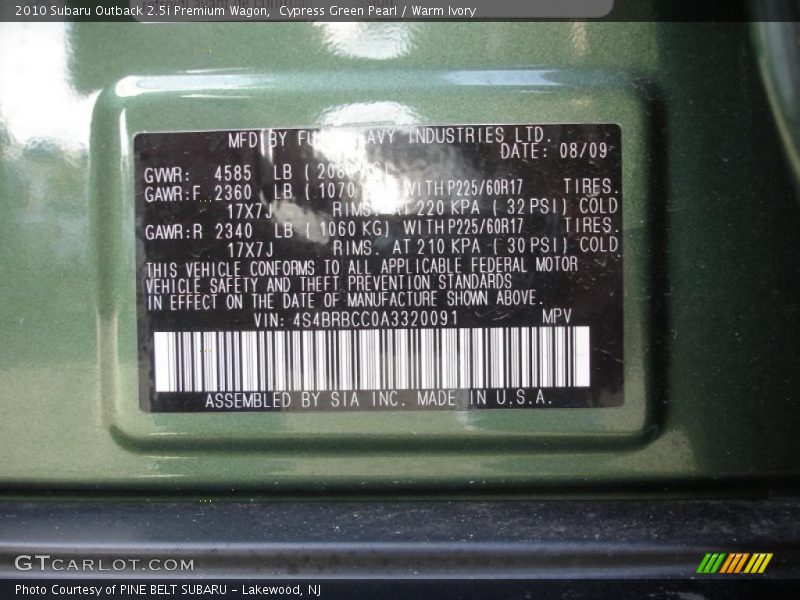 2010 Subaru Outback 2.5i Premium Wagon,  Cypress Green Pearl / Warm Ivory
MFD BY FU AVY INDUSTRIES LTD.
DATE: 08/09
GVWR: 4585 LB
GAWR:F 2360 LB ( 1070 WITH P225/60R17 TIRES.
17X7J RIMS. AT 220 KPA ( 32 PSI) COLD
GAWR:R 2340 LB ( 1060 KG) WITH P225/60R17 TIRES.
17X7J RIMS. AT 210 KPA ( 30 PSI) COLD
THIS VEHICLE CONFORMS TO ALL APPLICABLE FEDERAL MOTOR
VEHICLE SAFETY AND THEFT PREVENTION STANDARDS
IN EFFECT ON THE DATE OF MANUFACTURE SHOWN ABOVE.
VIN: 4S4BRBCC0A3320091 MPV
ASSEMBLED BY SIA INC. MADE IN U.S.A.
GTCARLOT.COM
Photo Courtesy of PINE BELT SUBARU - Lakewood, NJ